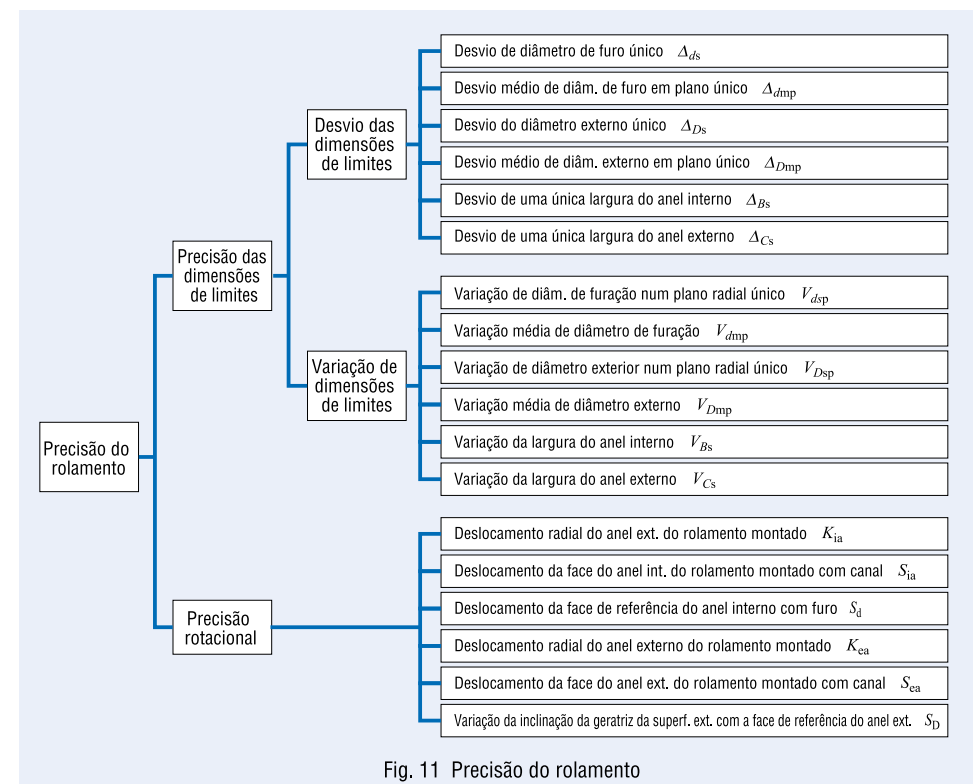 Precisão do
rolamento
Precisão das
dimensões
de limites
Desvio das
dimensões
de limites
Desvio de diâmetro de furo único Δds
Desvio médio de diâm. de furo em plano único Δdmp
Desvio do diâmetro externo único ΔDs
Desvio médio de diâm. externo em plano único ΔDmp
Desvio de uma única largura do anel interno ΔBs
Desvio de uma única largura do anel externo ΔCs
Variação de
dimensões
de limites
Variação de diâm. de furação num plano radial único Vdsp
Variação média de diâmetro de furação Vdmp
Variação de diâmetro exterior num plano radial único VDsp
Variação média de diâmetro externo VDmp
Variação da largura do anel interno VBs
Variação da largura do anel externo VCs
Precisão
rotacional
Deslocamento radial do anel ext. do rolamento montado Kia
Deslocamento da face do anel int. do rolamento montado com canal Sia
Deslocamento da face de referência do anel interno com furo Sd
Deslocamento radial do anel externo do rolamento montado Kea
Deslocamento da face do anel ext. do rolamento montado com canal Sea
Variação da inclinação da geratriz da superf. ext. com a face de referência do anel ext. SD
Fig. 11 Precisão do rolamento